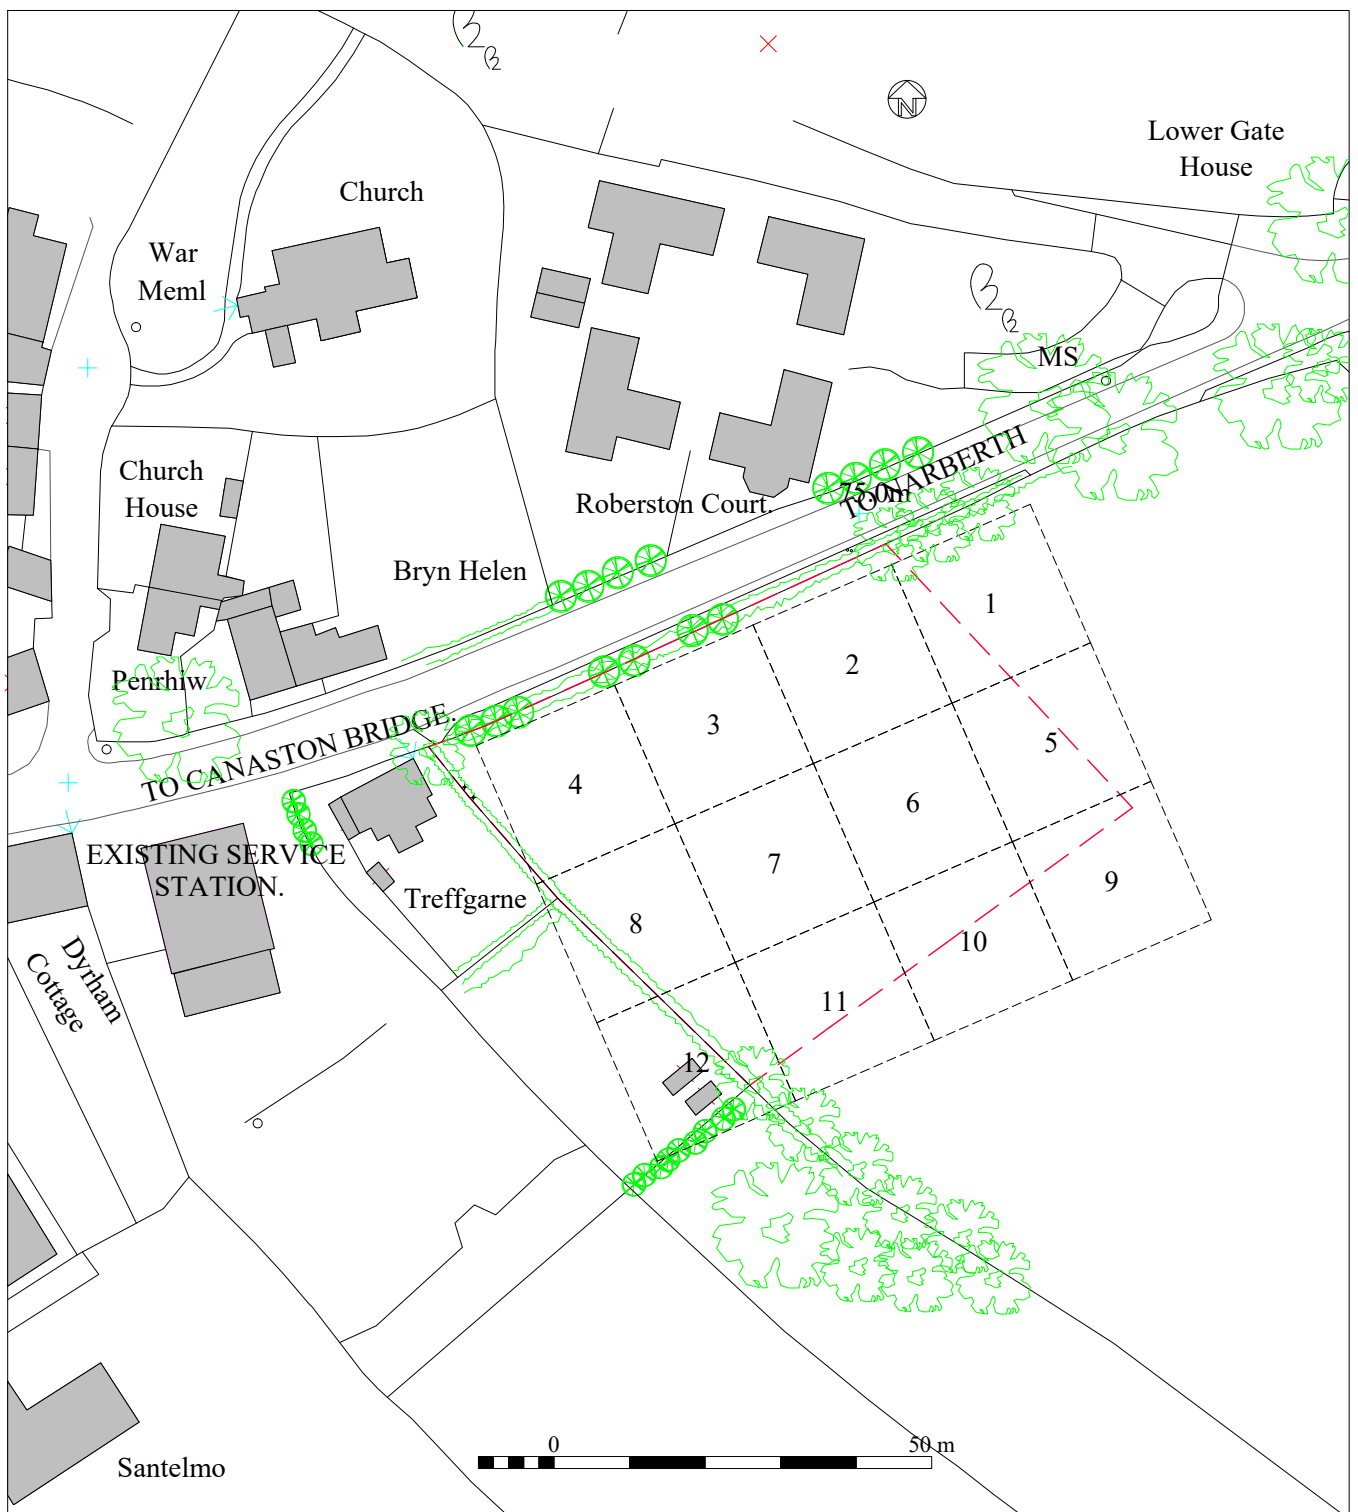 N
Lower Gate
House
Church
War
Meml
MS
TO NARBERTH
75.0m
Church
House
Roberston Court.
Bryn Helen
1
2
Penrhiw
3
5
TO CANASTON BRIDGE.
4
6
EXISTING SERVICE
STATION.
7
9
Treffgarne
8
10
Dyrham
Cottage
11
12
0
50 m
Santelmo